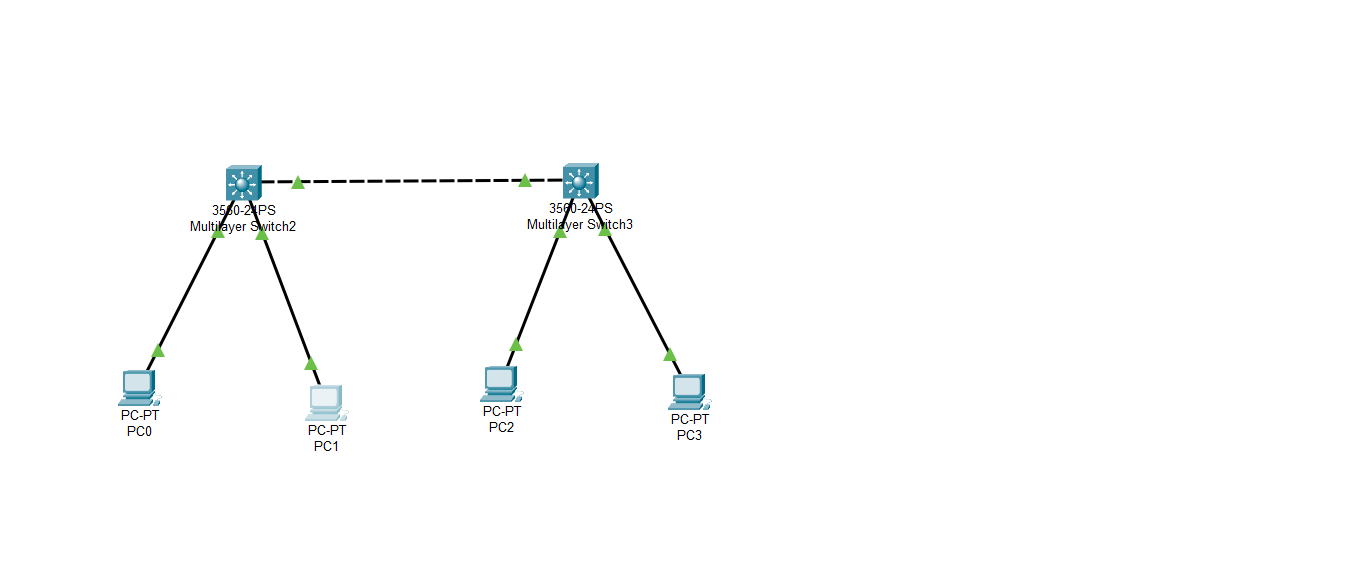 3560-24PS
Multilayer Switch2
3560-24PS
Multilayer Switch3
PC-PT
PC0
PC-PT
PC1
PC-PT
PC2
PC-PT
PC3